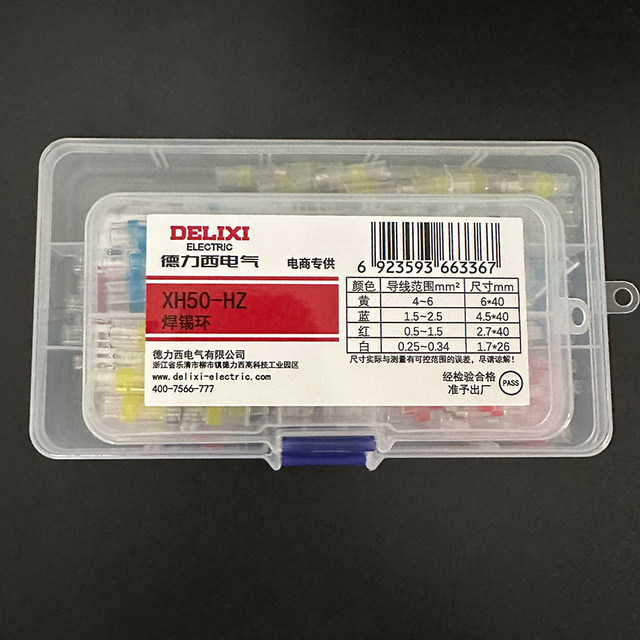 DELIXI
ELECTRIC
德力西电气
电商专供
6 923593 663367
XH50-HZ
焊锡环
颜色 导线范围mm² 尺寸mm
黄 4~6 6*40
蓝 1.5~2.5 4.5*40
红 0.5~1.5 2.7*40
白 0.25~0.34 1.7*26
尺寸实际与测量有可控范围的误差，尽请谅解！
德力西电气有限公司
浙江省乐清市柳市镇德力西高科技工业园区
www.delixi-electric.com
400-7566-777
经检验合格
准予出厂
PASS